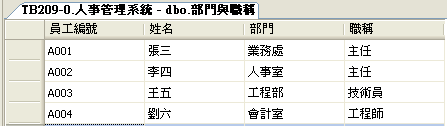 TB209-0.人事管理系統 - dbo.部門與職稱
員工編號 姓名 部門 職稱
A001 張三 業務處 主任
A002 李四 人事室 主任
A003 王五 工程部 技術員
A004 劉六 會計室 工程師